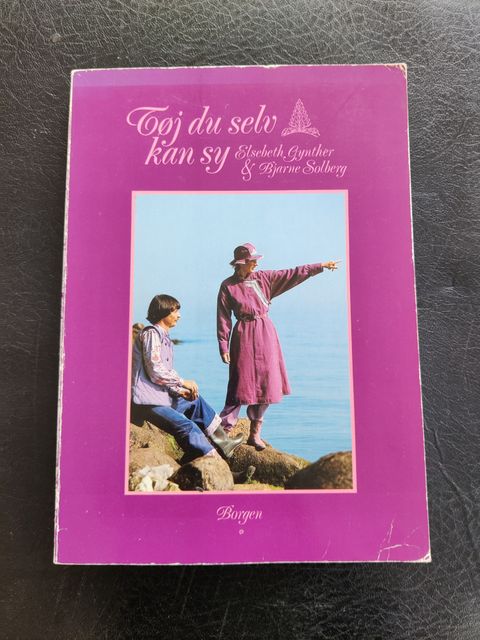 Tøj du selv
kan sy Elsebeth Gynther
& Bjarne Solberg
Borgen